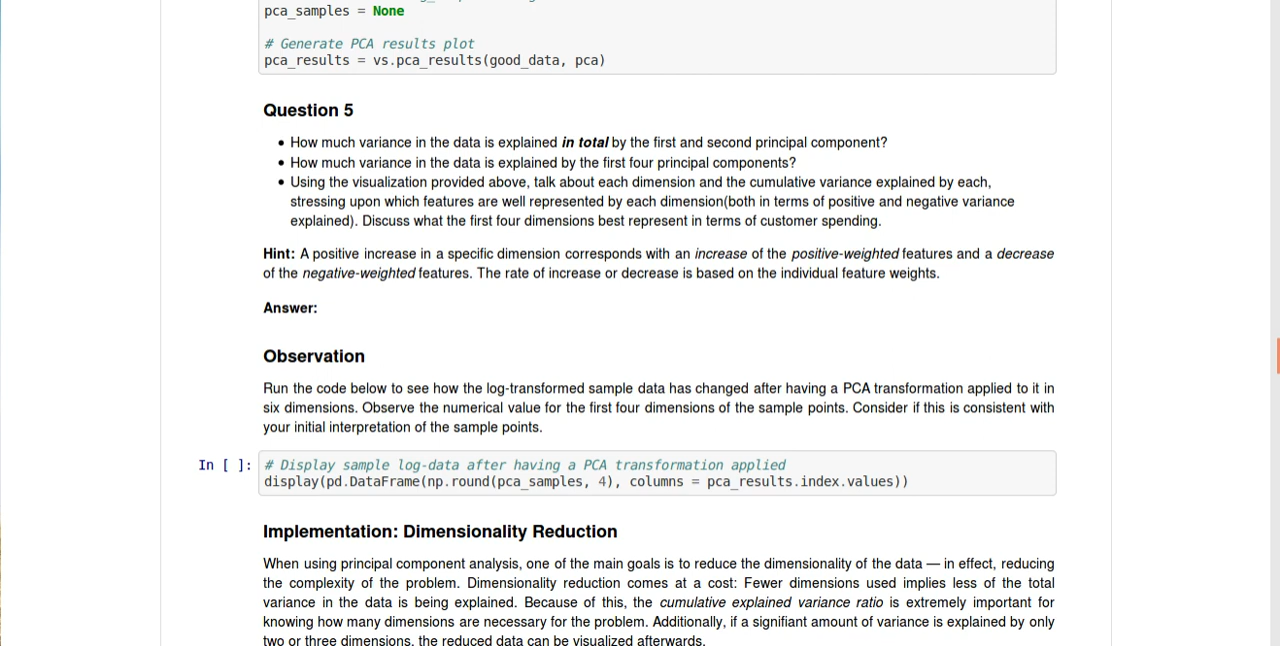 pca_samples = None
# Generate PCA results plot
pca_results = vs.pca_results(good_data, pca)
Question 5
• How much variance in the data is explained in total by the first and second principal component?
• How much variance in the data is explained by the first four principal components?
• Using the visualization provided above, talk about each dimension and the cumulative variance explained by each,
stressing upon which features are well represented by each dimension(both in terms of positive and negative variance
explained). Discuss what the first four dimensions best represent in terms of customer spending.
Hint: A positive increase in a specific dimension corresponds with an increase of the positive-weighted features and a decrease
of the negative-weighted features. The rate of increase or decrease is based on the individual feature weights.
Answer:
Observation
Run the code below to see how the log-transformed sample data has changed after having a PCA transformation applied to it in
six dimensions. Observe the numerical value for the first four dimensions of the sample points. Consider if this is consistent with
your initial interpretation of the sample points.
In [ ]: # Display sample log-data after having a PCA transformation applied
display(pd.DataFrame(np.round(pca_samples, 4), columns = pca_results.index.values))
Implementation: Dimensionality Reduction
When using principal component analysis, one of the main goals is to reduce the dimensionality of the data — in effect, reducing
the complexity of the problem. Dimensionality reduction comes at a cost: Fewer dimensions used implies less of the total
variance in the data is being explained. Because of this, the cumulative explained variance ratio is extremely important for
knowing how many dimensions are necessary for the problem. Additionally, if a signifiant amount of variance is explained by only
two or three dimensions, the reduced data can be visualized afterwards.